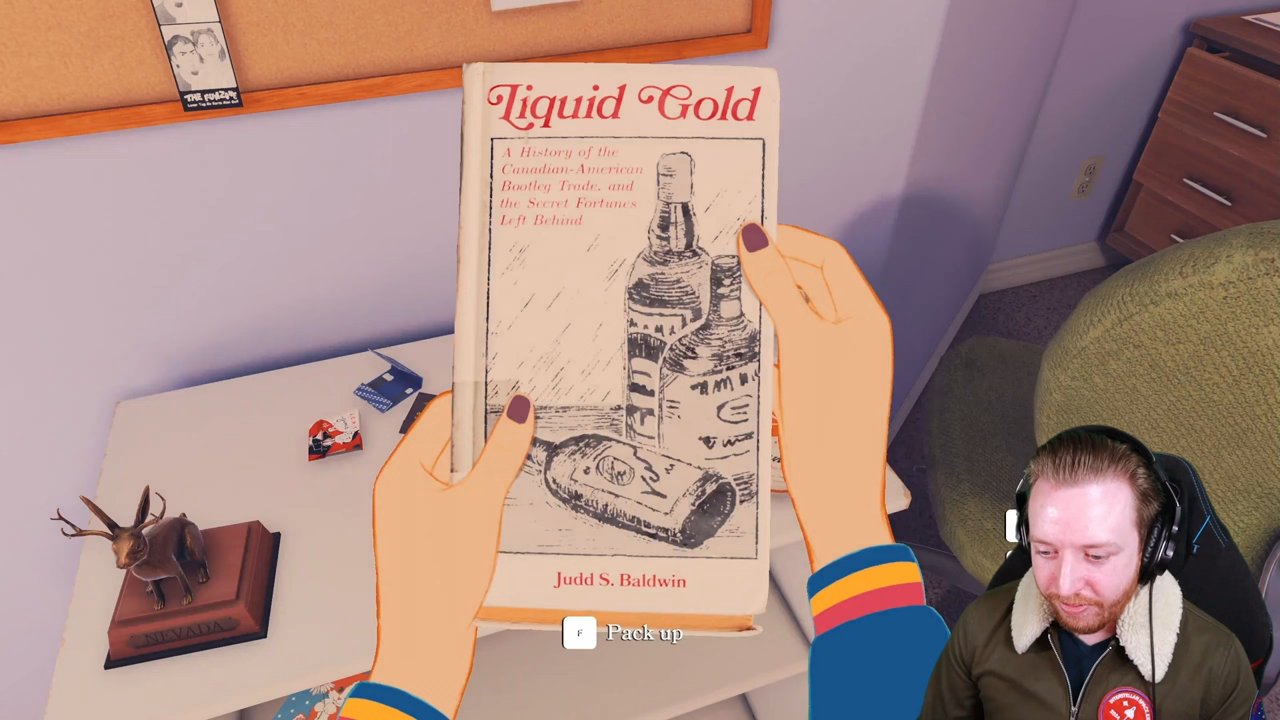 THE FUNZONE
Liquid Gold
A History of the
Canadian-American
Bootleg Trade, and
the Secret Fortunes
Left Behind
Judd S. Baldwin
NEVADA
F Pack up